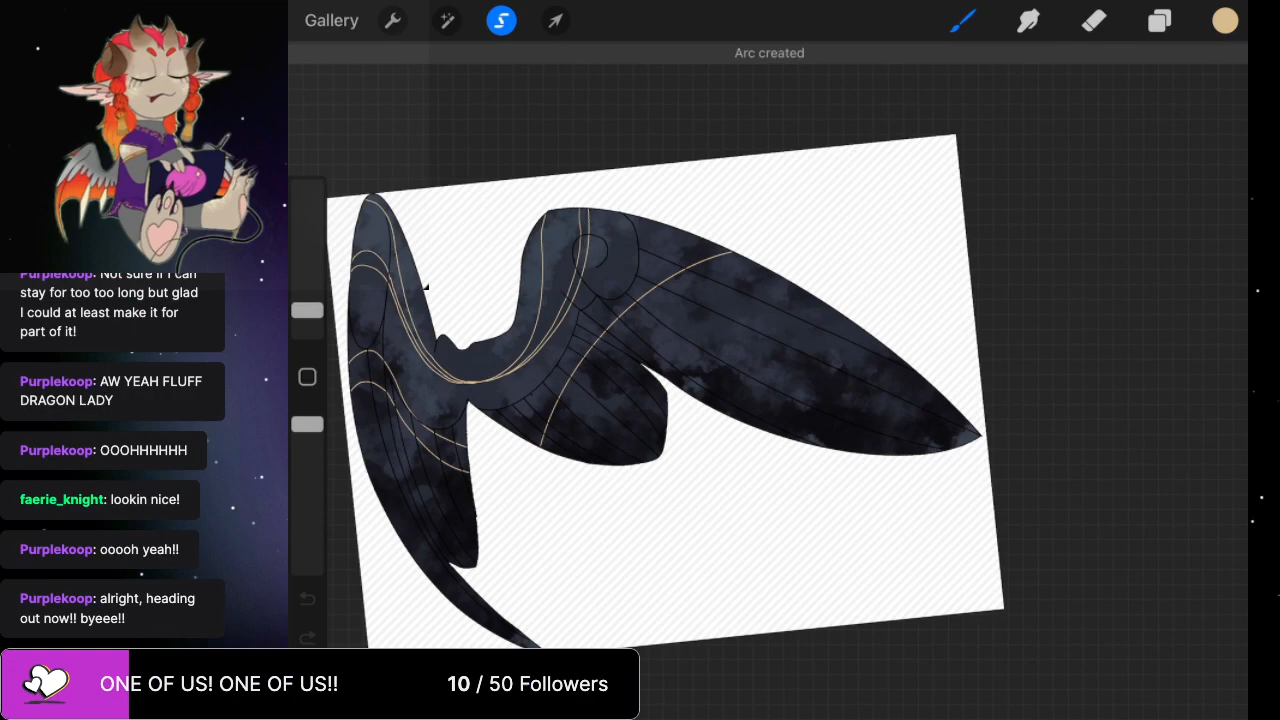 Gallery
Arc created
Purplekoop: Not sure if I can
stay for too too long but glad
I could at least make it for
part of it!
Purplekoop: AW YEAH FLUFF
DRAGON LADY
Purplekoop: OOOHHHHHH
faerie_knight: lookin nice!
Purplekoop: ooooh yeah!!
Purplekoop: alright, heading
out now!! byeee!!
ONE OF US! ONE OF US!!
10 / 50 Followers